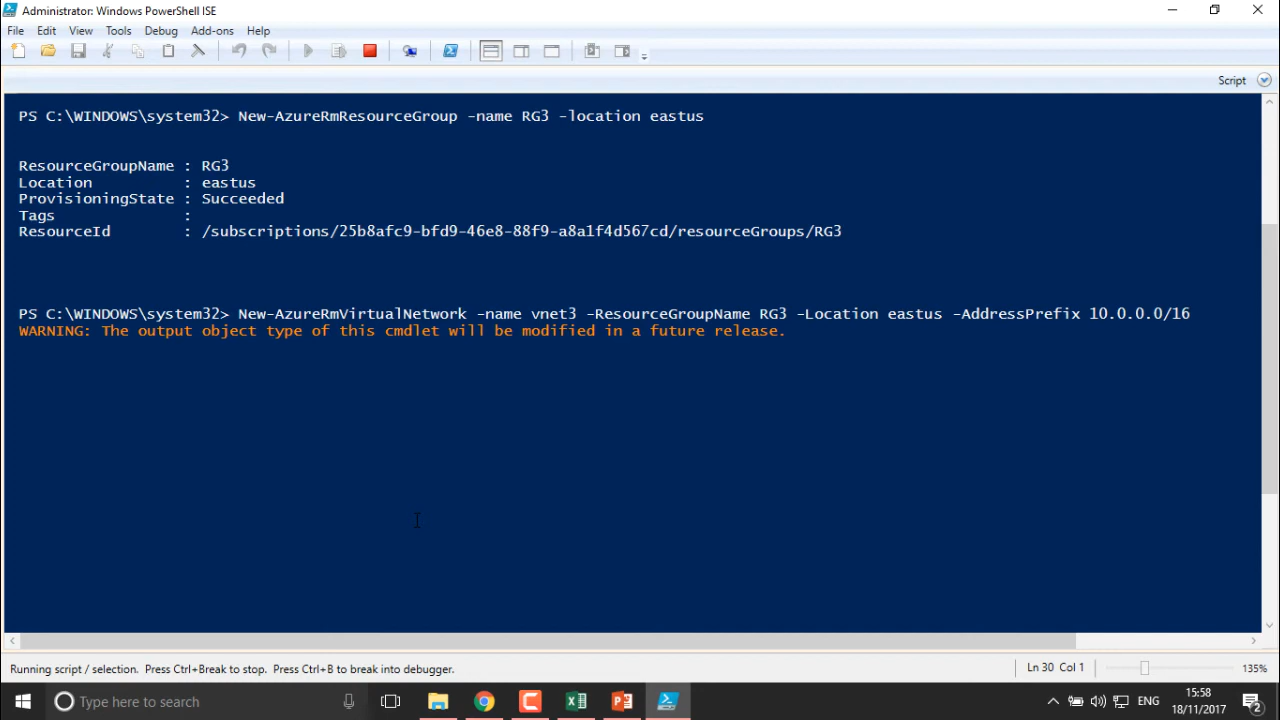 Administrator: Windows PowerShell ISE
File Edit View Tools Debug Add-ons Help
Script
PS C:\WINDOWS\system32> New-AzureRmResourceGroup -name RG3 -location eastus
ResourceGroupName : RG3
Location : eastus
ProvisioningState : Succeeded
Tags :
ResourceId : /subscriptions/25b8afc9-bfd9-46e8-88f9-a8a1f4d567cd/resourceGroups/RG3
PS C:\WINDOWS\system32> New-AzureRmVirtualNetwork -name vnet3 -ResourceGroupName RG3 -Location eastus -AddressPrefix 10.0.0.0/16
WARNING: The output object type of this cmdlet will be modified in a future release.
Running script / selection. Press Ctrl+Break to stop. Press Ctrl+B to break into debugger.
Ln 30 Col 1
135%
Type here to search
ENG
15:58
18/11/2017
2